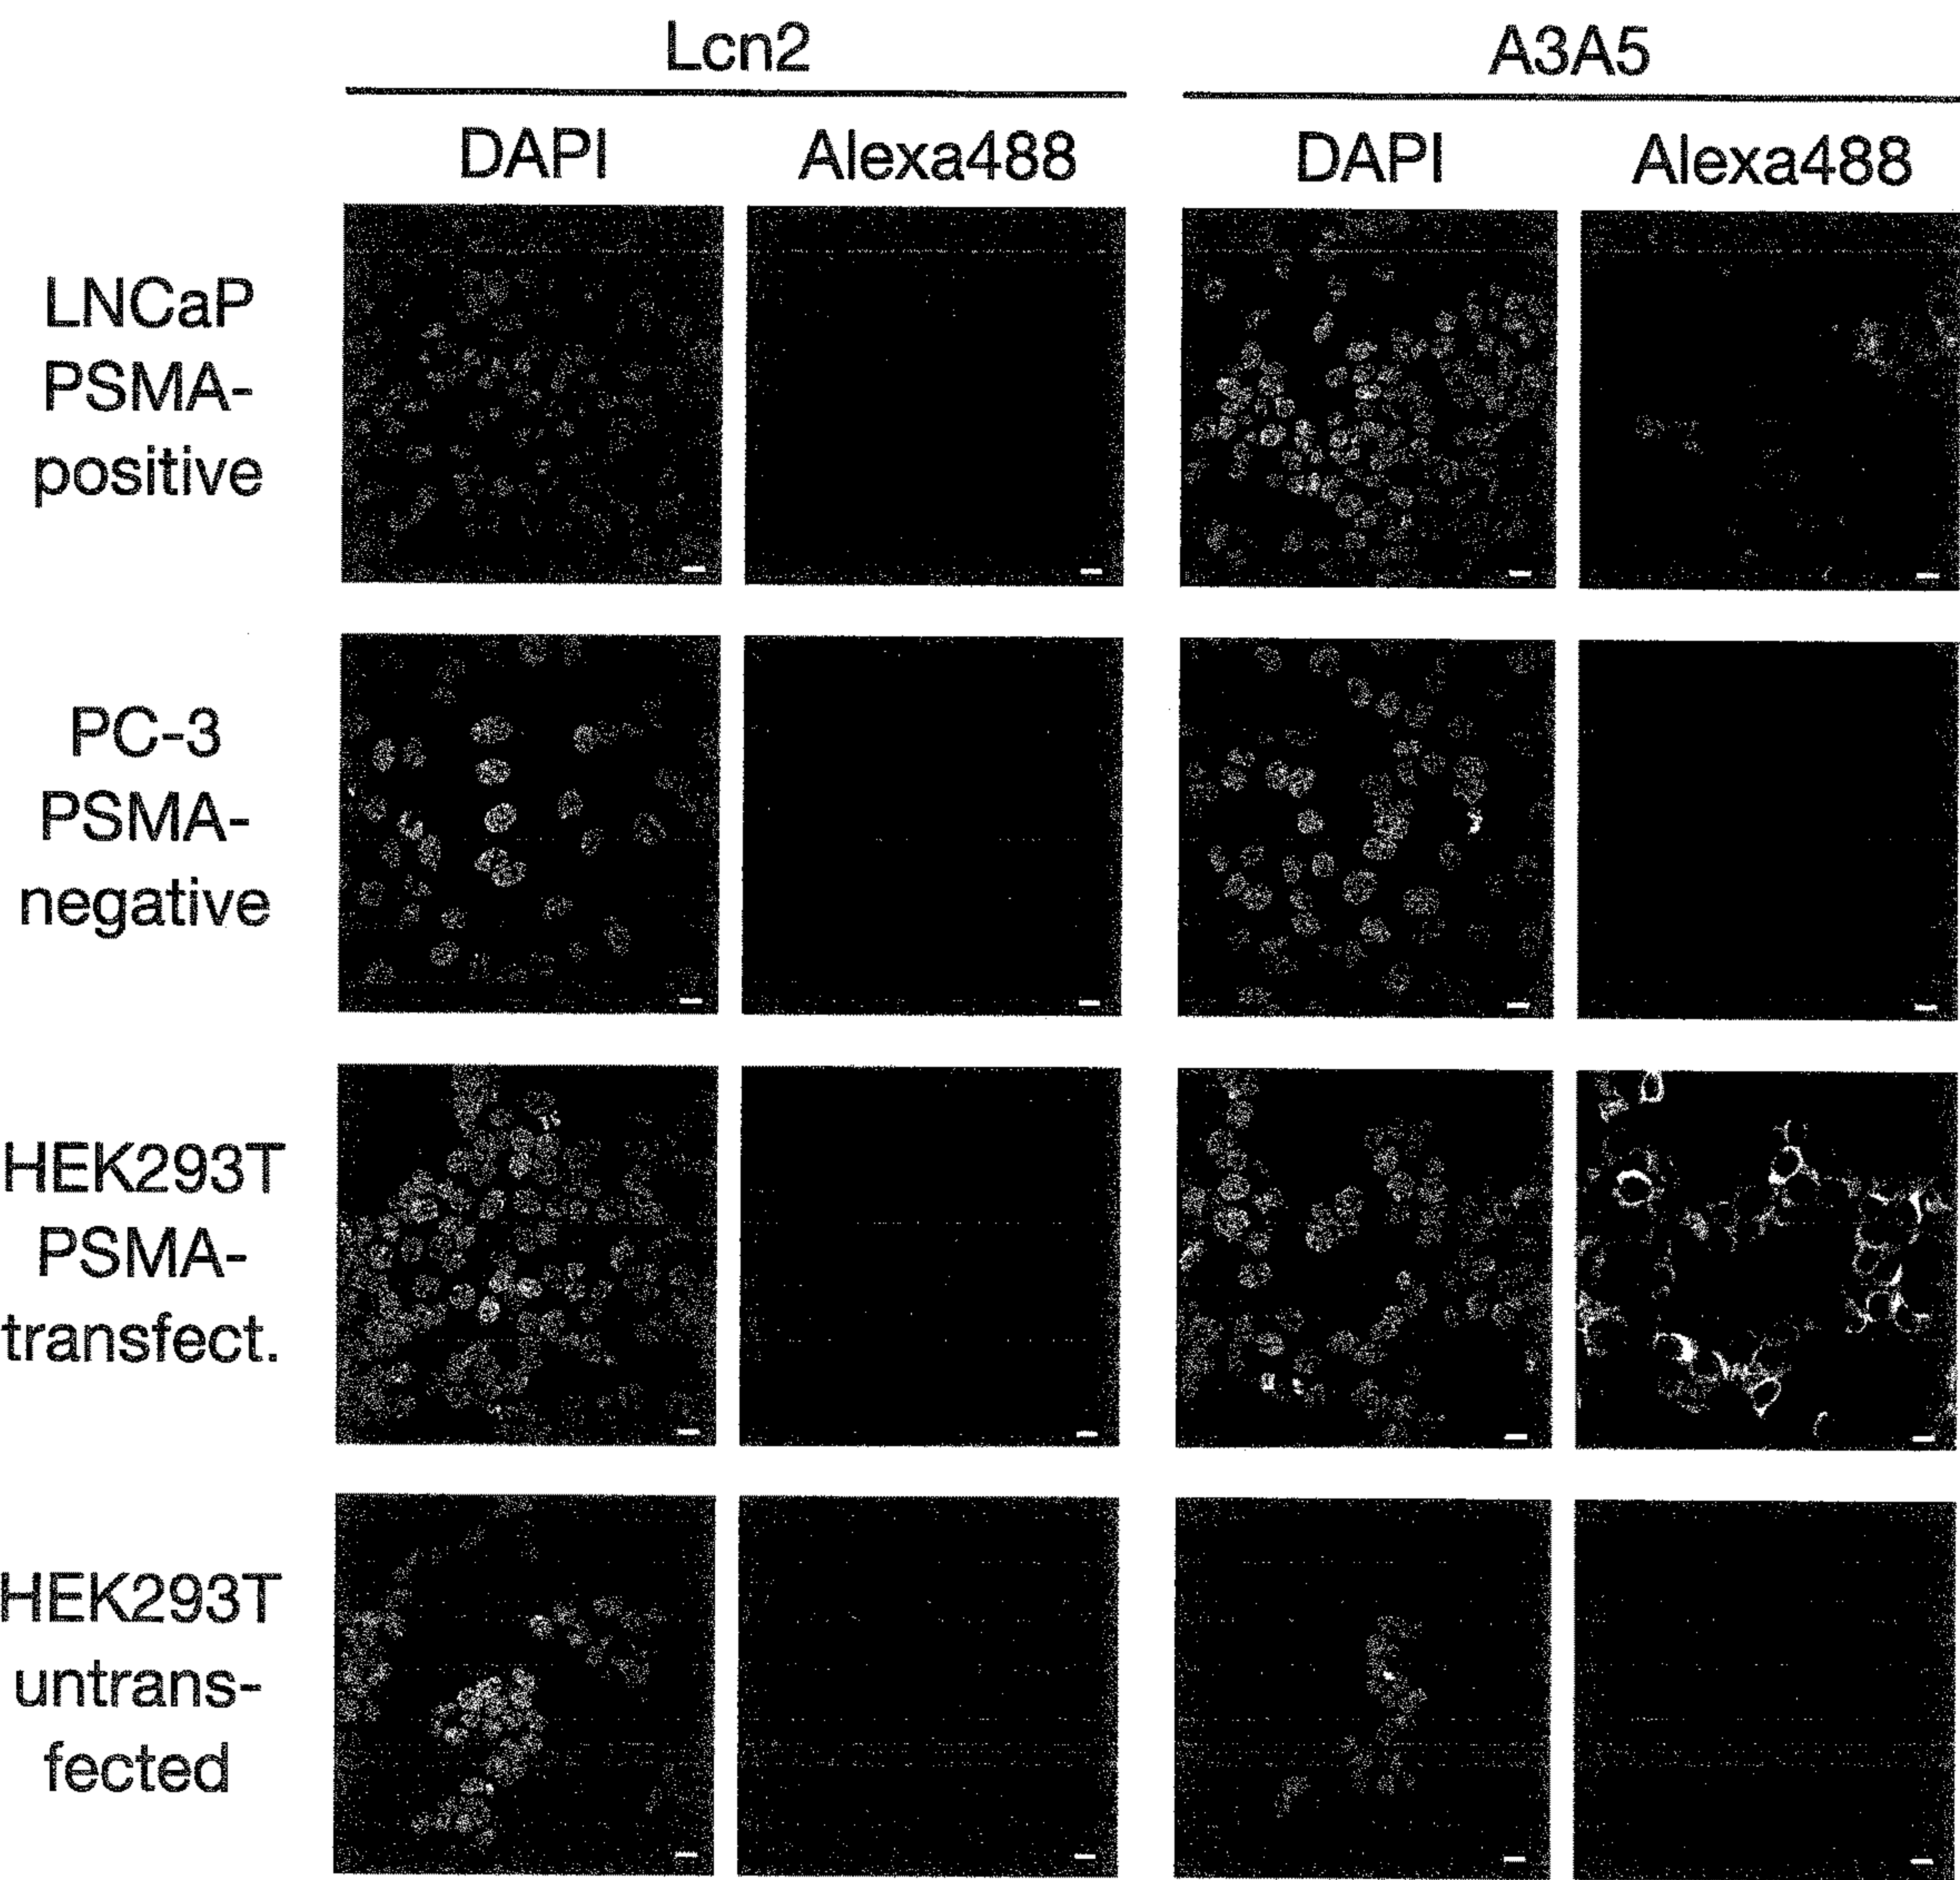 Lcn2 A3A5
DAPI Alexa488 DAPI Alexa488
LNCaP
PSMA-
positive
PC-3
PSMA-
negative
HEK293T
PSMA-
transfect.
HEK293T
untrans-
fected